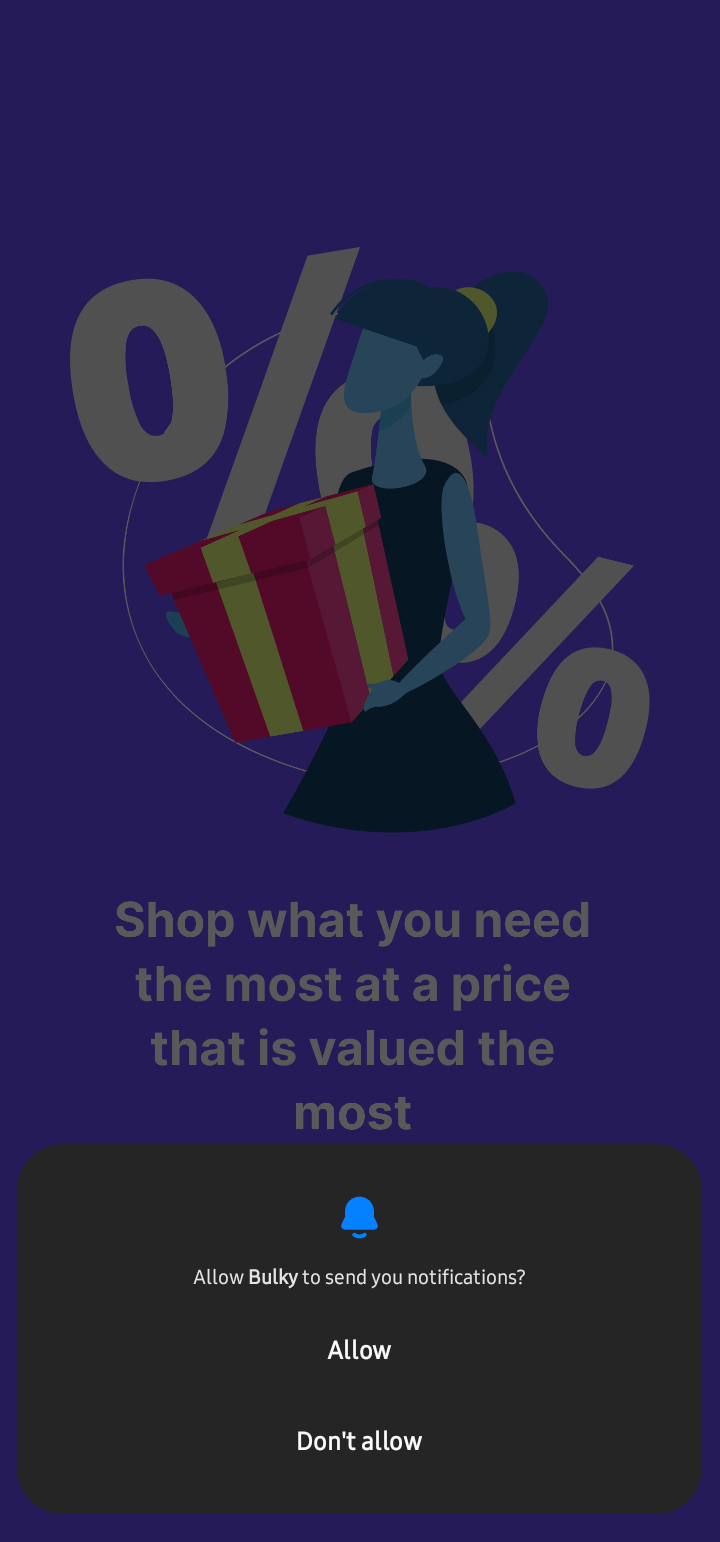 Shop what you need
the most at a price
that is valued the
most
Allow Bulky to send you notifications?
Allow
Don't allow